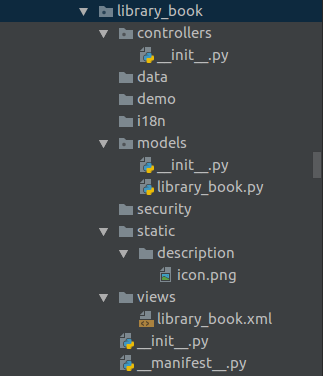 library_book
controllers
__init__.py
data
demo
i18n
models
__init__.py
library_book.py
security
static
description
icon.png
views
library_book.xml
__init__.py
__manifest__.py